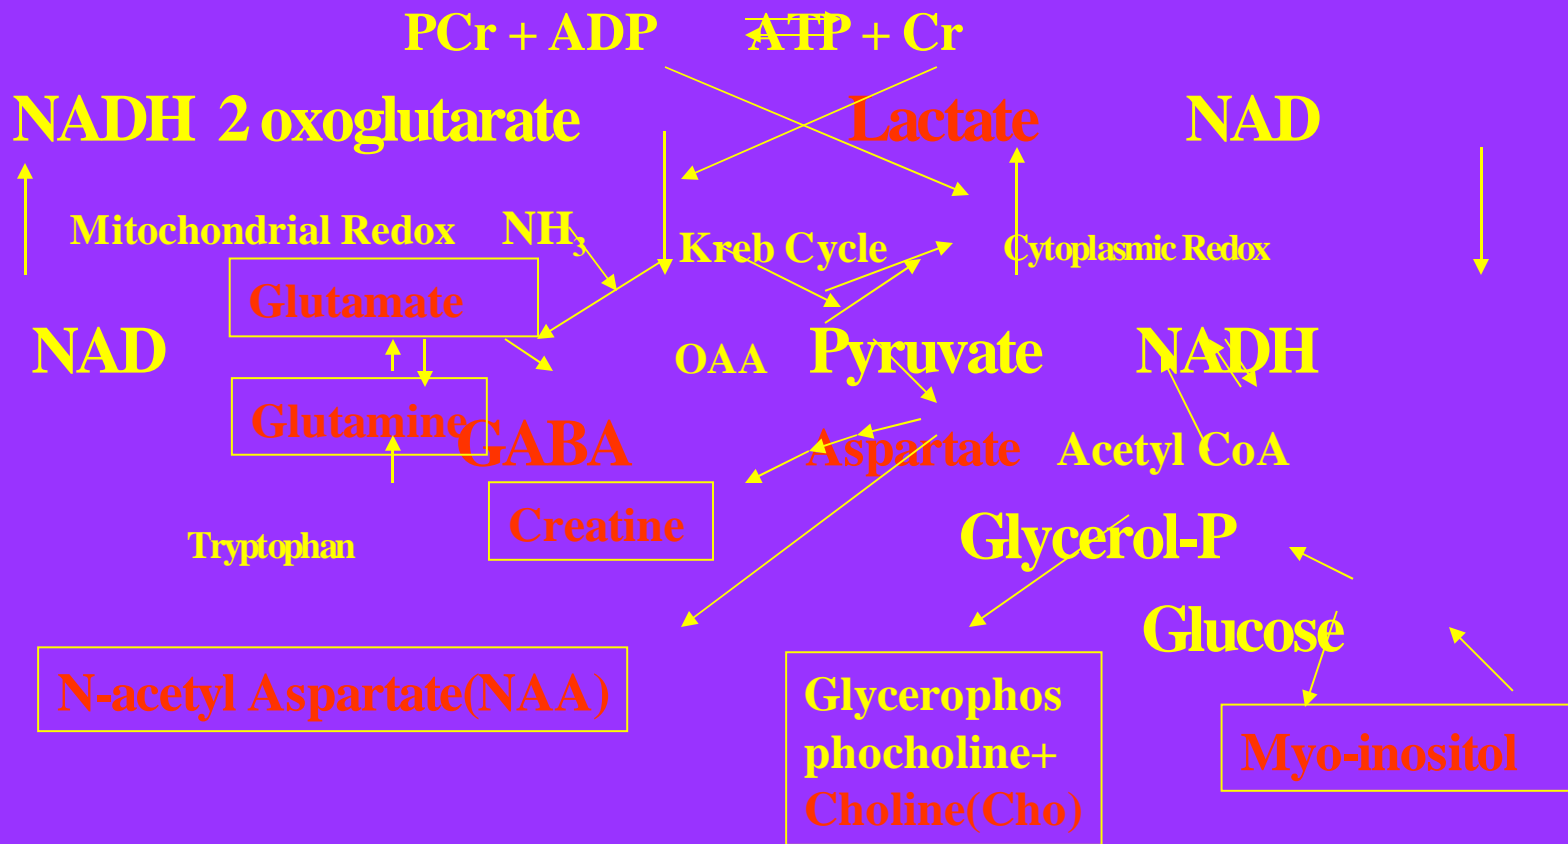 PCr + ADP ATP + Cr
NADH 2 oxoglutarate Lactate NAD
Mitochondrial Redox NH3 Kreb Cycle Cytoplasmic Redox
Glutamate
NAD OAA Pyruvate NADH
Glutamine GABA Aspartate Acetyl CoA
Creatine
Tryptophan Glycerol-P
Glucose
N-acetyl Aspartate(NAA)
Glycerophos
phocholine+
Choline(Cho)
Myo-inositol